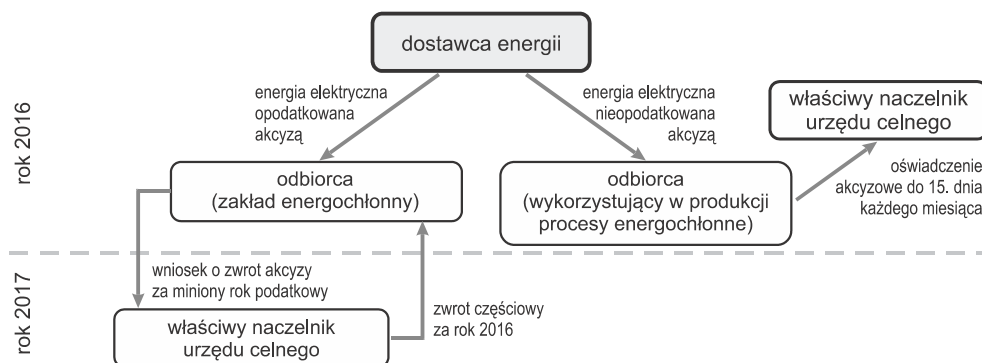 dostawca energii
rok 2016
energia elektryczna
opodatkowana
akcyzą
energia elektryczna
nieopodatkowana
akcyzą
właściwy naczelnik
urzędu celnego
odbiorca
(zakład energochłonny)
odbiorca
(wykorzystujący w produkcji
procesy energochłonne)
oświadczenie
akcyzowe do 15. dnia
każdego miesiąca
rok 2017
wniosek o zwrot akcyzy
za miniony rok podatkowy
właściwy naczelnik
urzędu celnego
zwrot częściowy
za rok 2016